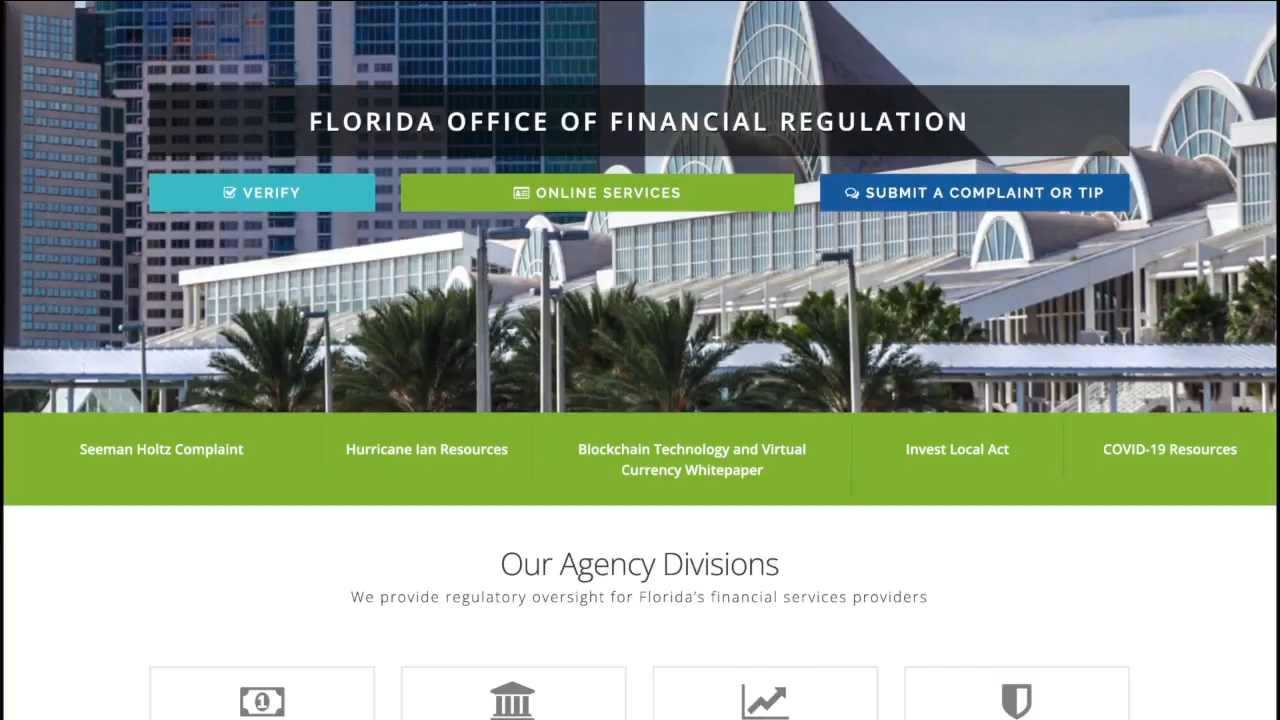 FLORIDA OFFICE OF FINANCIAL REGULATION
VERIFY
ONLINE SERVICES
SUBMIT A COMPLAINT OR TIP
Seeman Holtz Complaint
Hurricane Ian Resources
Blockchain Technology and Virtual
Currency Whitepaper
Invest Local Act
COVID-19 Resources
Our Agency Divisions
We provide regulatory oversight for Florida's financial services providers
1